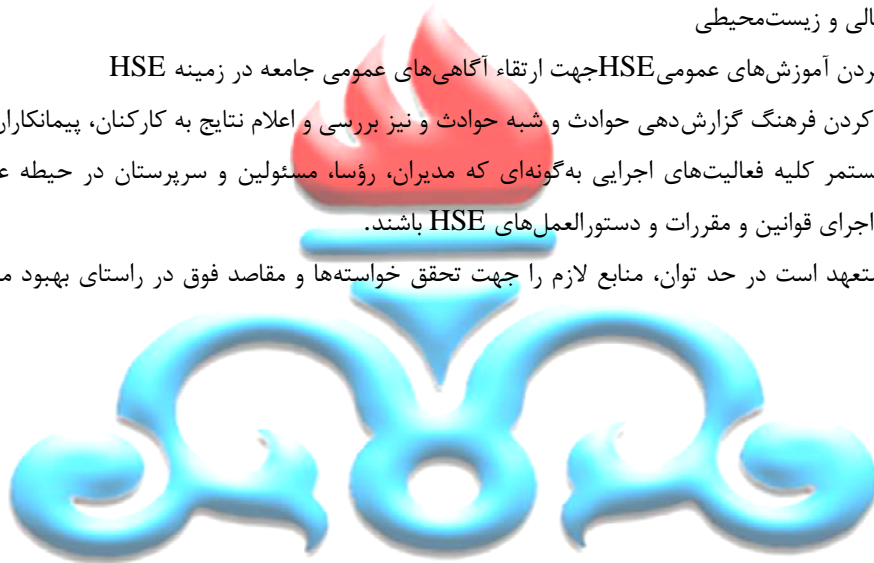 الی و زیست‌محیطی
ردن آموزش‌های عمومیHSEجهت ارتقاء آگاهی‌های عمومی جامعه در زمینه HSE
کردن فرهنگ گزارش‌دهی حوادث و شبه حوادث و نیز بررسی و اعلام نتایج به کارکنان، پیمانکاران
ستمر کلیه فعالیت‌های اجرایی به‌گونه‌ای که مدیران، رؤسا، مسئولین و سرپرستان در حیطه
اجرای قوانین و مقررات و دستورالعمل‌های HSE باشند.
تعهد است در حد توان، منابع لازم را جهت تحقق خواسته‌ها و مقاصد فوق در راستای بهبود